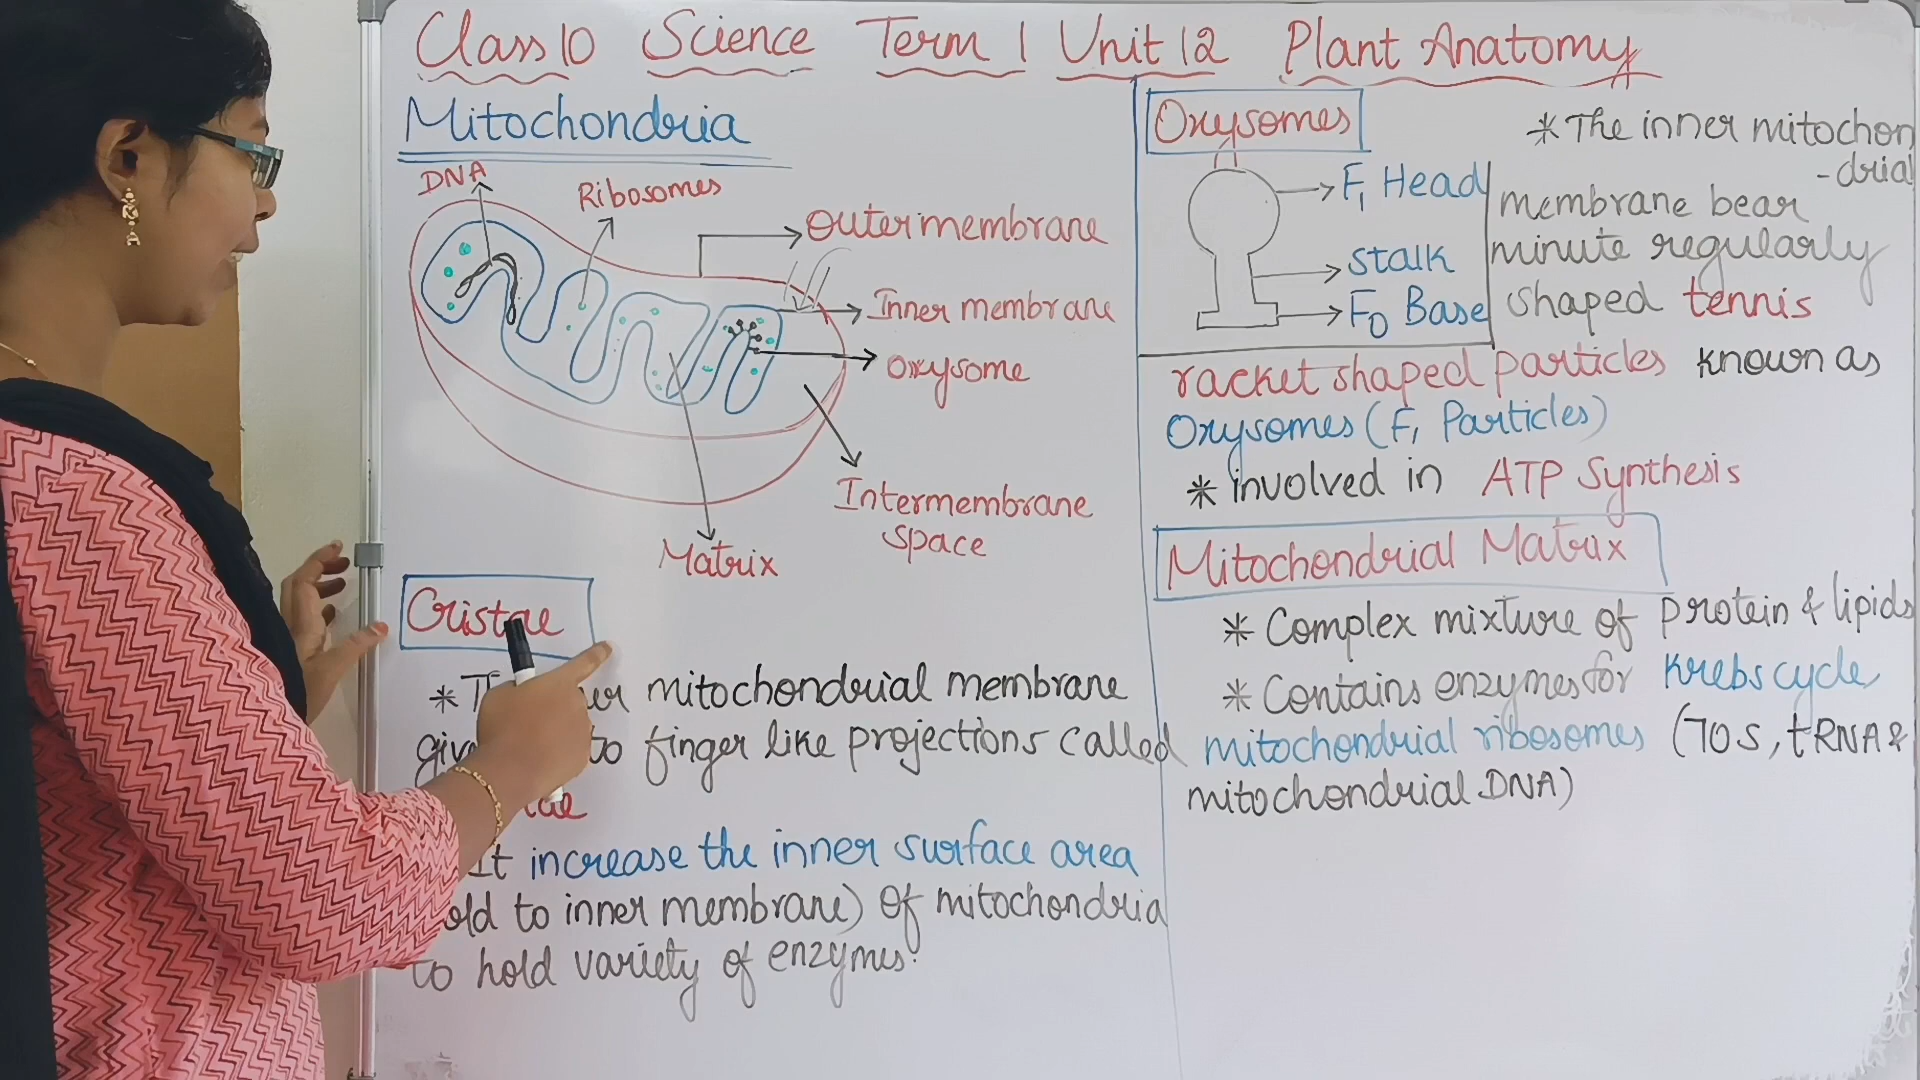 Class 10 Science Term 1 Unit 12 Plant Anatomy
Mitochondria
DNA
Ribosomes
Outer membrane
Inner membrane
Oxysome
Intermembrane
space
Matrix
Cristae
* mitochondrial membrane
to finger like projections called
It increase the inner surface area
old to inner membrane) of mitochondria
to hold variety of enzymes.
Oxysomes
F1 Head
Stalk
F0 Base
* The inner mitochon
-drial
membrane bear
minute regularly
shaped tennis
racket shaped particles known as
Oxysomes (F1 Particles)
* involved in ATP Synthesis
Mitochondrial Matrix
* Complex mixture of protein & lipids
* Contains enzymes for Krebs cycle
mitochondrial ribosomes (70S, tRNA &
mitochondrial DNA)